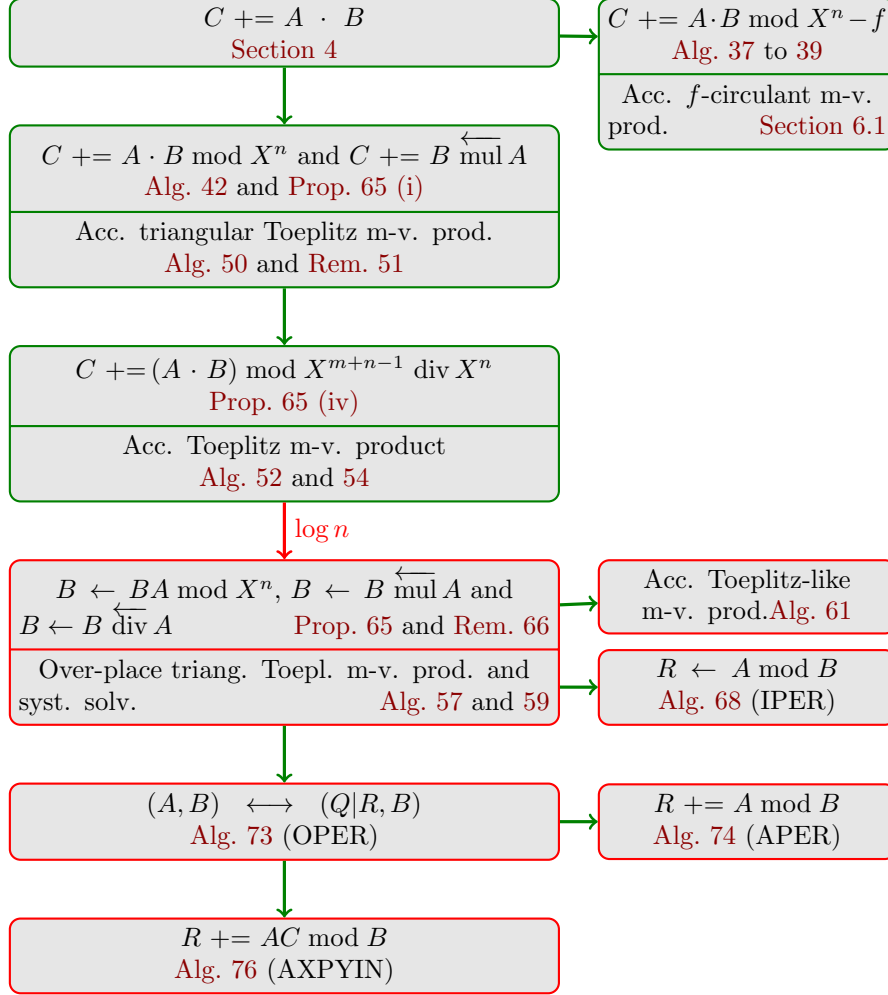 C += A · B
Section 4
C += A·B mod X^n − f
Alg. 37 to 39
Acc. f-circulant m-v.
prod. Section 6.1
C += A · B mod X^n and C += B \overleftarrow{mul} A
Alg. 42 and Prop. 65 (i)
Acc. triangular Toeplitz m-v. prod.
Alg. 50 and Rem. 51
C += (A · B) mod X^{m+n−1} div X^n
Prop. 65 (iv)
Acc. Toeplitz m-v. product
Alg. 52 and 54
log n
B ← BA mod X^n, B ← B \overleftarrow{mul} A and
B ← B \overleftarrow{div} A Prop. 65 and Rem. 66
Over-place triang. Toepl. m-v. prod. and
syst. solv. Alg. 57 and 59
Acc. Toeplitz-like
m-v. prod.Alg. 61
R ← A mod B
Alg. 68 (IPER)
(A, B) ⟷ (Q|R, B)
Alg. 73 (OPER)
R += A mod B
Alg. 74 (APER)
R += AC mod B
Alg. 76 (AXPYIN)